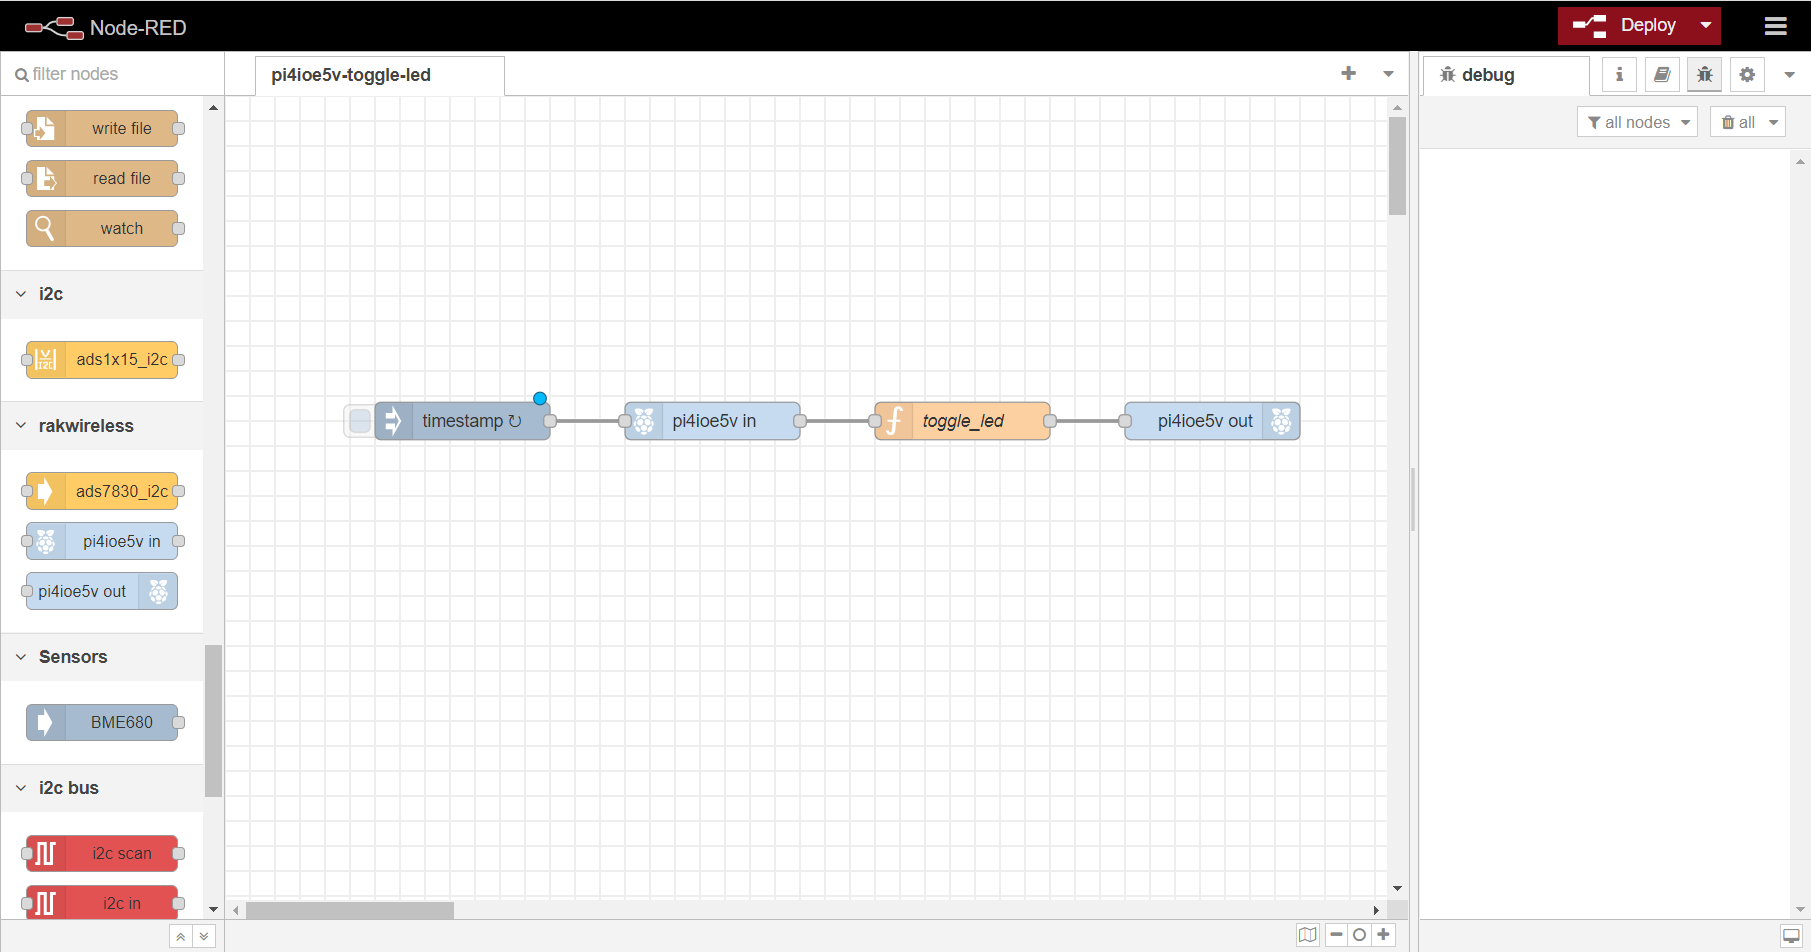 Node-RED
Deploy
filter nodes
pi4ioe5v-toggle-led
debug
all nodes
all
write file
read file
watch
i2c
ads1x15_i2c
rakwireless
ads7830_i2c
pi4ioe5v in
pi4ioe5v out
Sensors
BME680
i2c bus
i2c scan
i2c in
timestamp ↻
pi4ioe5v in
toggle_led
pi4ioe5v out